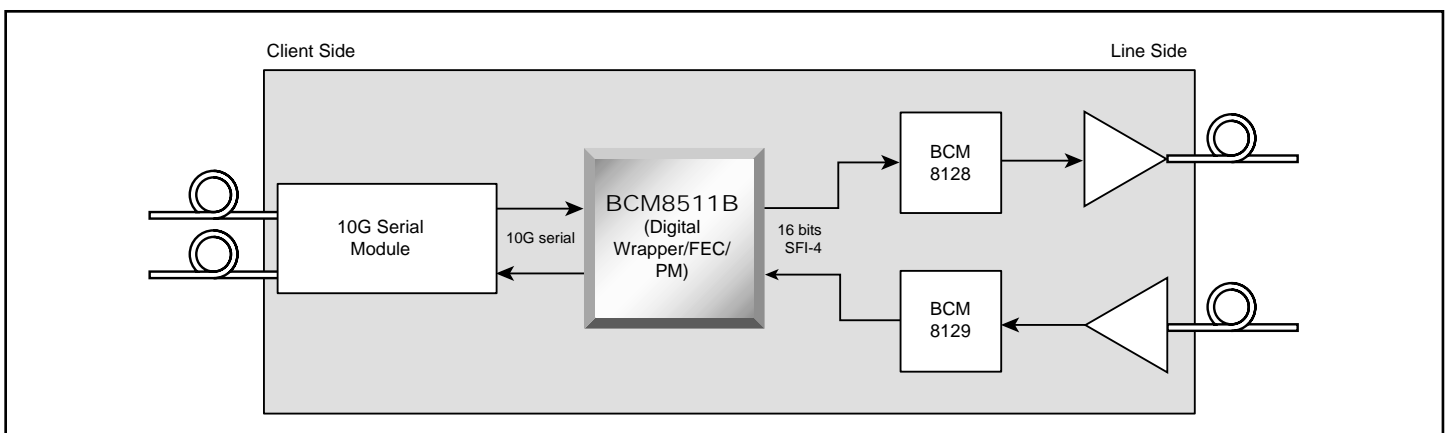 Client Side
Line Side
10G Serial
Module
10G serial
BCM8511B
(Digital
Wrapper/FEC/
PM)
16 bits
SFI-4
BCM
8128
BCM
8129